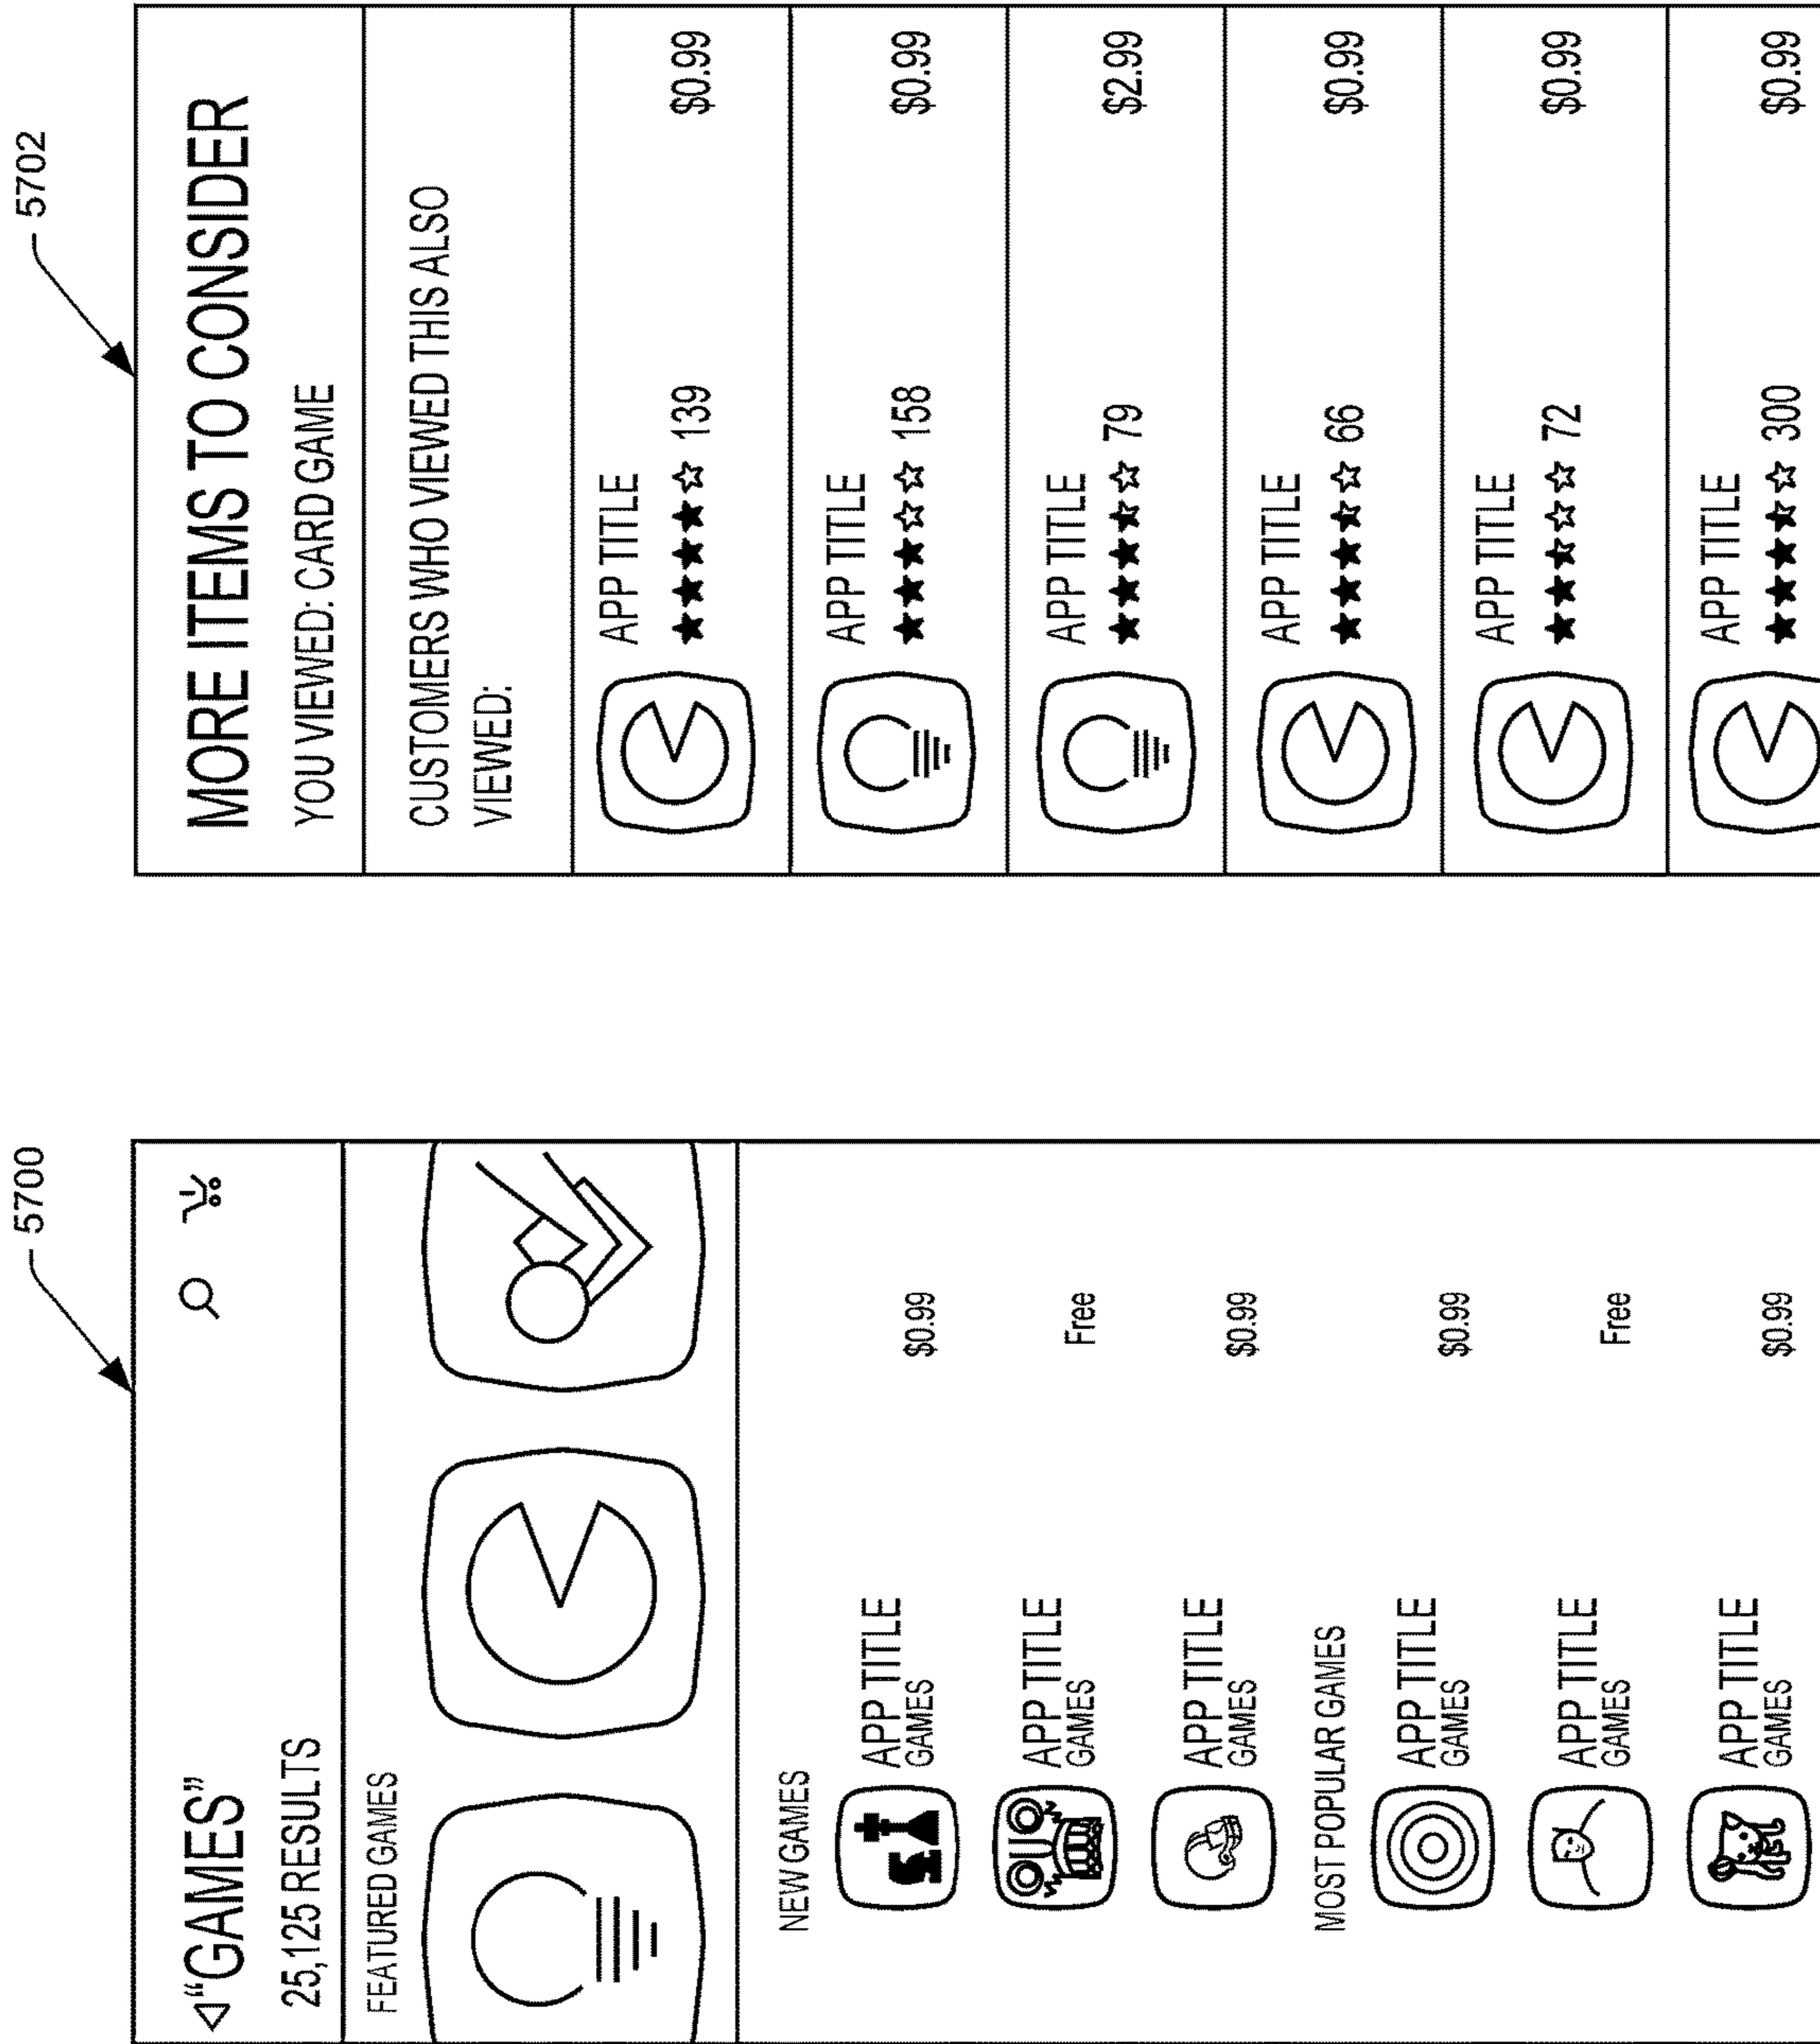 5700
◁“GAMES”
25,125 RESULTS
FEATURED GAMES
NEW GAMES
APP TITLE $0.99
GAMES
APP TITLE Free
GAMES
APP TITLE $0.99
GAMES
MOST POPULAR GAMES
APP TITLE $0.99
GAMES
APP TITLE Free
GAMES
APP TITLE $0.99
GAMES
5702
MORE ITEMS TO CONSIDER
YOU VIEWED: CARD GAME
CUSTOMERS WHO VIEWED THIS ALSO
VIEWED:
APP TITLE
139 $0.99
APP TITLE
158 $0.99
APP TITLE
79 $2.99
APP TITLE
66 $0.99
APP TITLE
72 $0.99
APP TITLE
300 $0.99